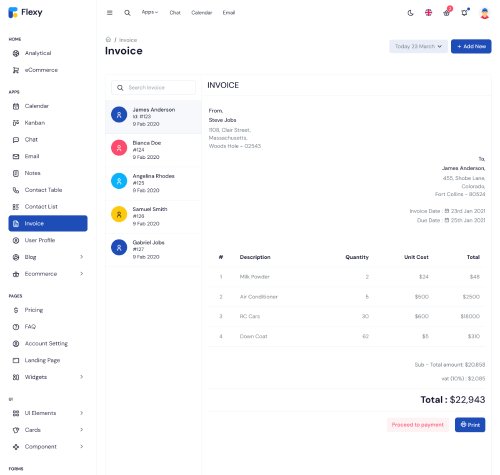 Flexy
Apps
Chat
Calendar
Email
2
HOME
Analytical
eCommerce
APPS
Calendar
Kanban
Chat
Email
Notes
Contact Table
Contact List
Invoice
User Profile
Blog
Ecommerce
PAGES
Pricing
FAQ
Account Setting
Landing Page
Widgets
UI
UI Elements
Cards
Component
FORMS
/ Invoice
Invoice
Today 23 March
+ Add New
Search Invoice
James Anderson
Id: #123
9 Feb 2020
Bianca Doe
#124
9 Feb 2020
Angelina Rhodes
#125
9 Feb 2020
Samuel Smith
#126
9 Feb 2020
Gabriel Jobs
#127
9 Feb 2020
INVOICE
From,
Steve Jobs
1108, Clair Street,
Massachusetts,
Woods Hole - 02543
To,
James Anderson,
455, Shobe Lane,
Colorado,
Fort Collins - 80524
Invoice Date : 23rd Jan 2021
Due Date : 25th Jan 2021
# Description Quantity Unit Cost Total
1 Milk Powder 2 $24 $48
2 Air Conditioner 5 $500 $2500
3 RC Cars 30 $600 $18000
4 Down Coat 62 $5 $310
Sub - Total amount: $20,858
vat (10%) : $2,085
Total : $22,943
Proceed to payment
Print